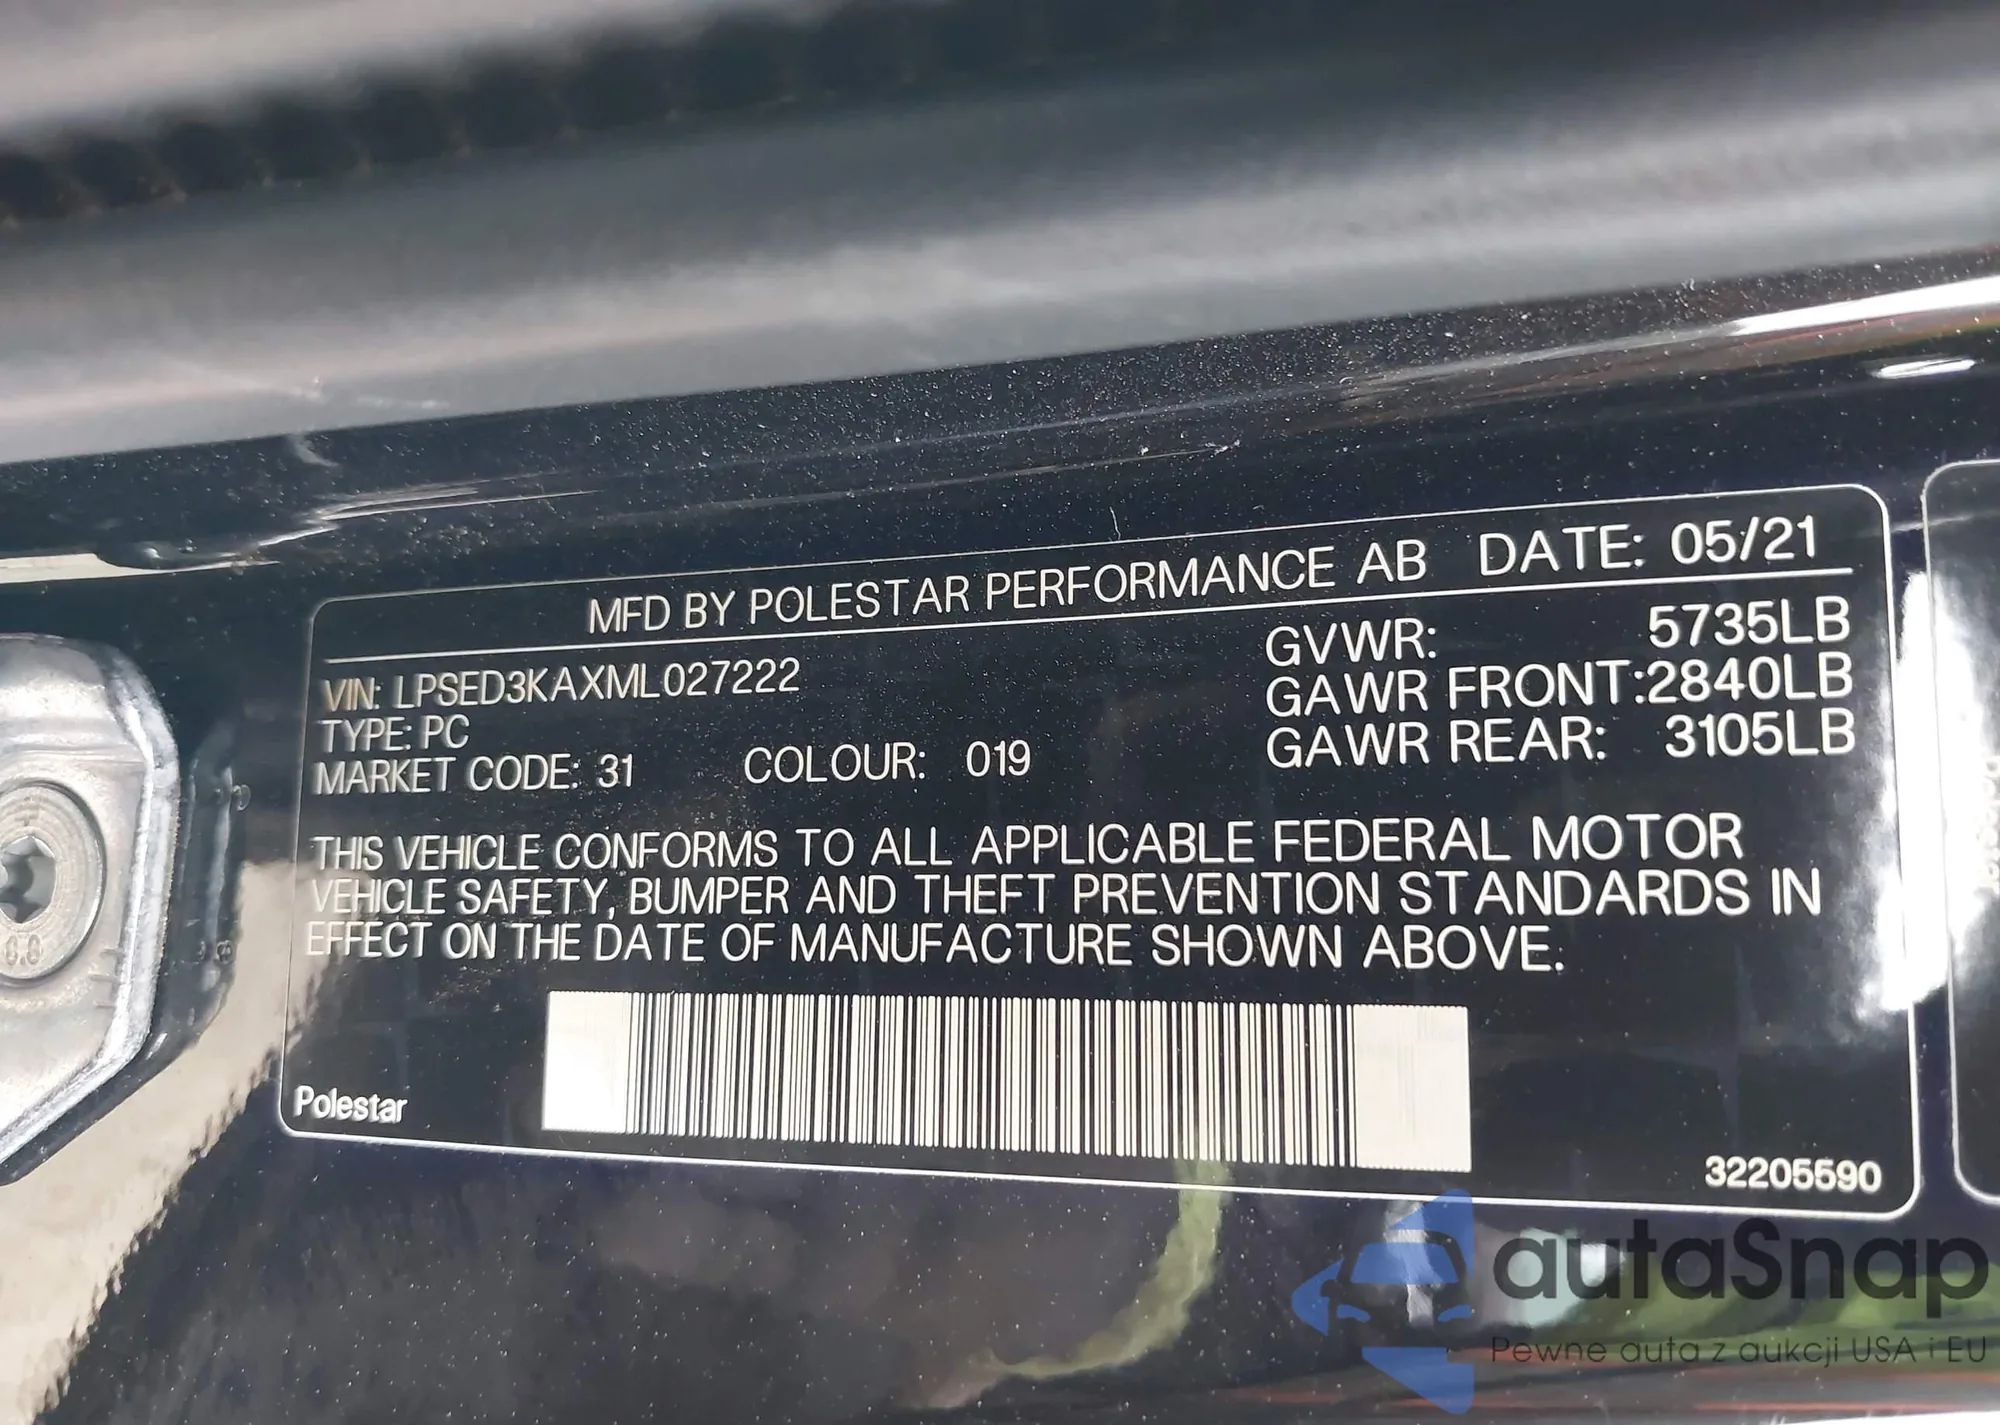 MFD BY POLESTAR PERFORMANCE AB DATE: 05/21
VIN: LPSED3KAXML027222
TYPE: PC
MARKET CODE: 31 COLOUR: 019
GVWR: 5735LB
GAWR FRONT:2840LB
GAWR REAR: 3105LB
THIS VEHICLE CONFORMS TO ALL APPLICABLE FEDERAL MOTOR
VEHICLE SAFETY, BUMPER AND THEFT PREVENTION STANDARDS IN
EFFECT ON THE DATE OF MANUFACTURE SHOWN ABOVE.
Polestar
32205590
autaSnap
Pewne auta z aukcji USA i EU